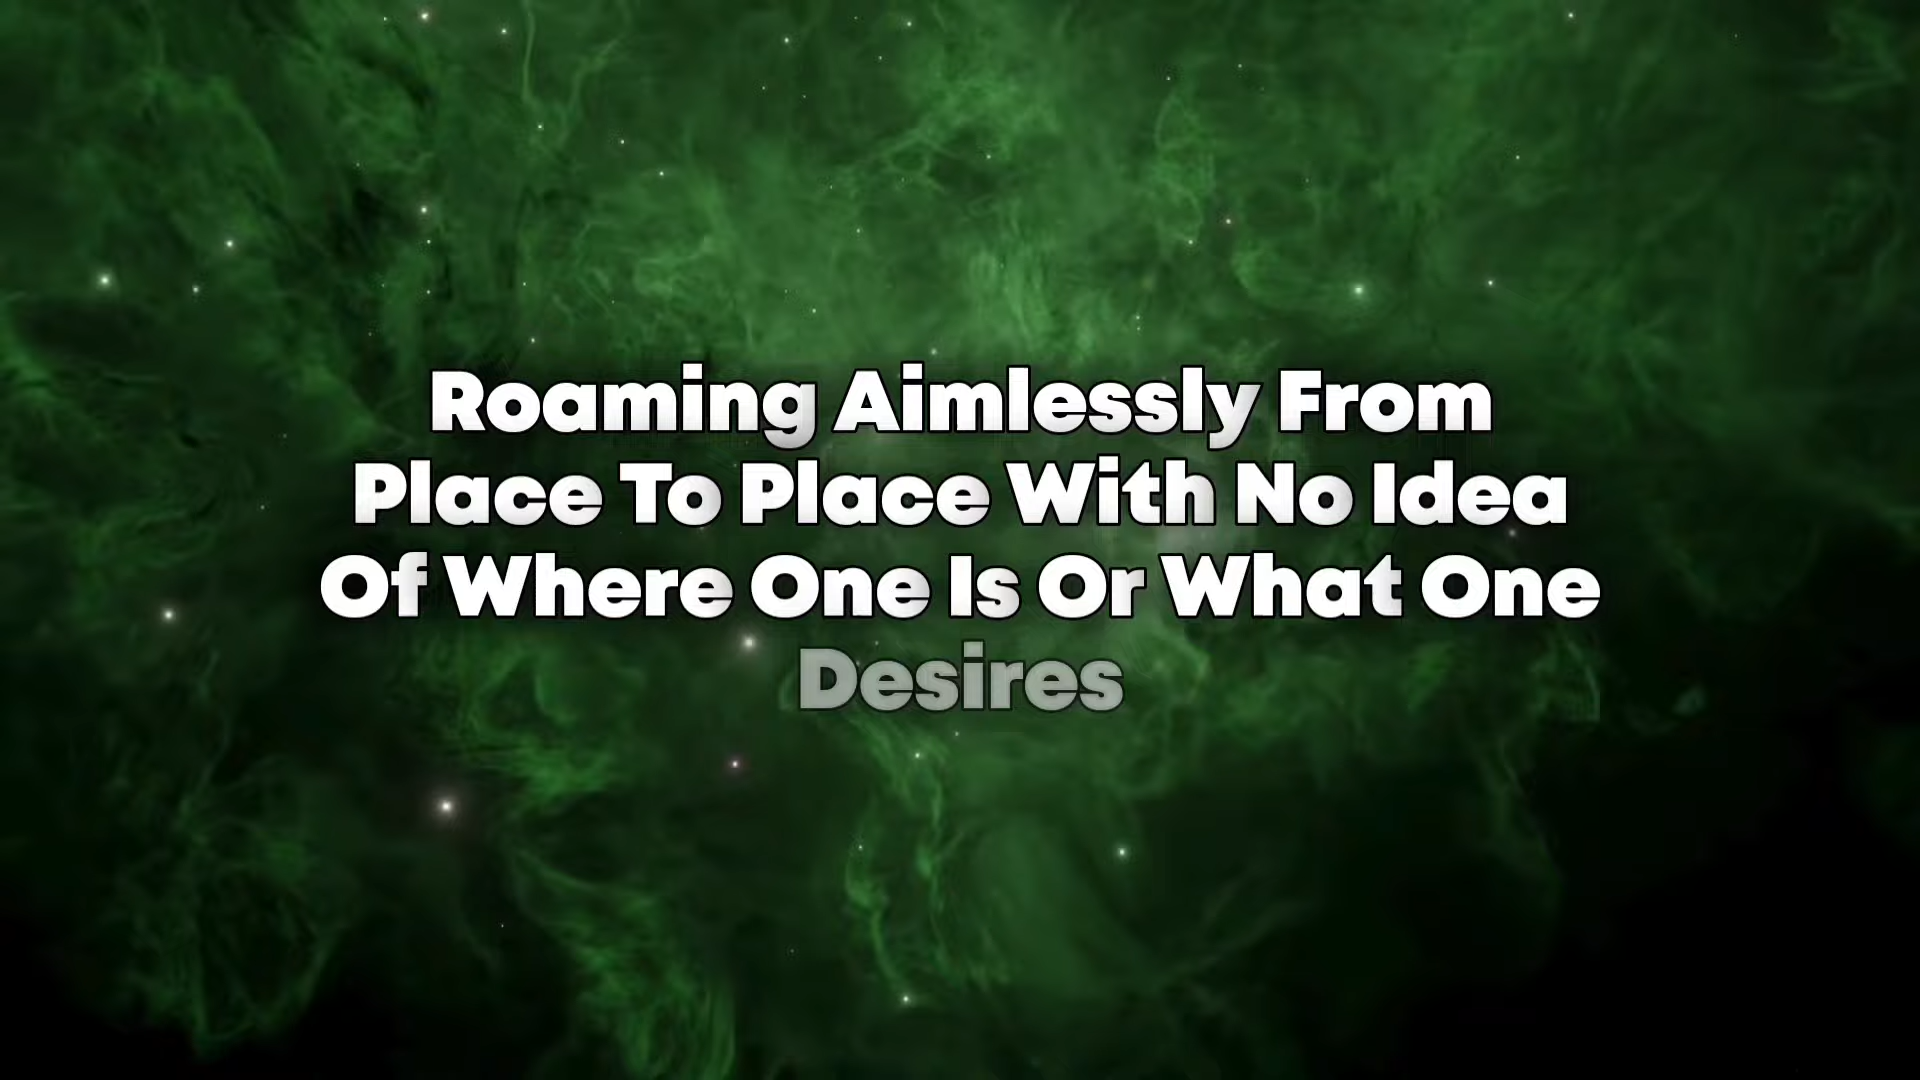 Roaming Aimlessly From
Place To Place With No Idea
Of Where One Is Or What One
Desires